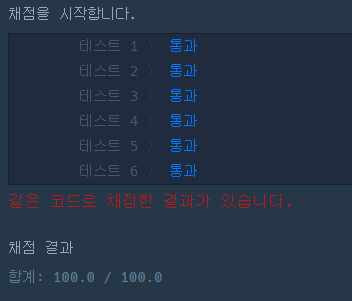 채점을 시작합니다.
테스트 1 〉 통과
테스트 2 〉 통과
테스트 3 〉 통과
테스트 4 〉 통과
테스트 5 〉 통과
테스트 6 〉 통과
같은 코드로 채점한 결과가 있습니다.
채점 결과
합계: 100.0 / 100.0